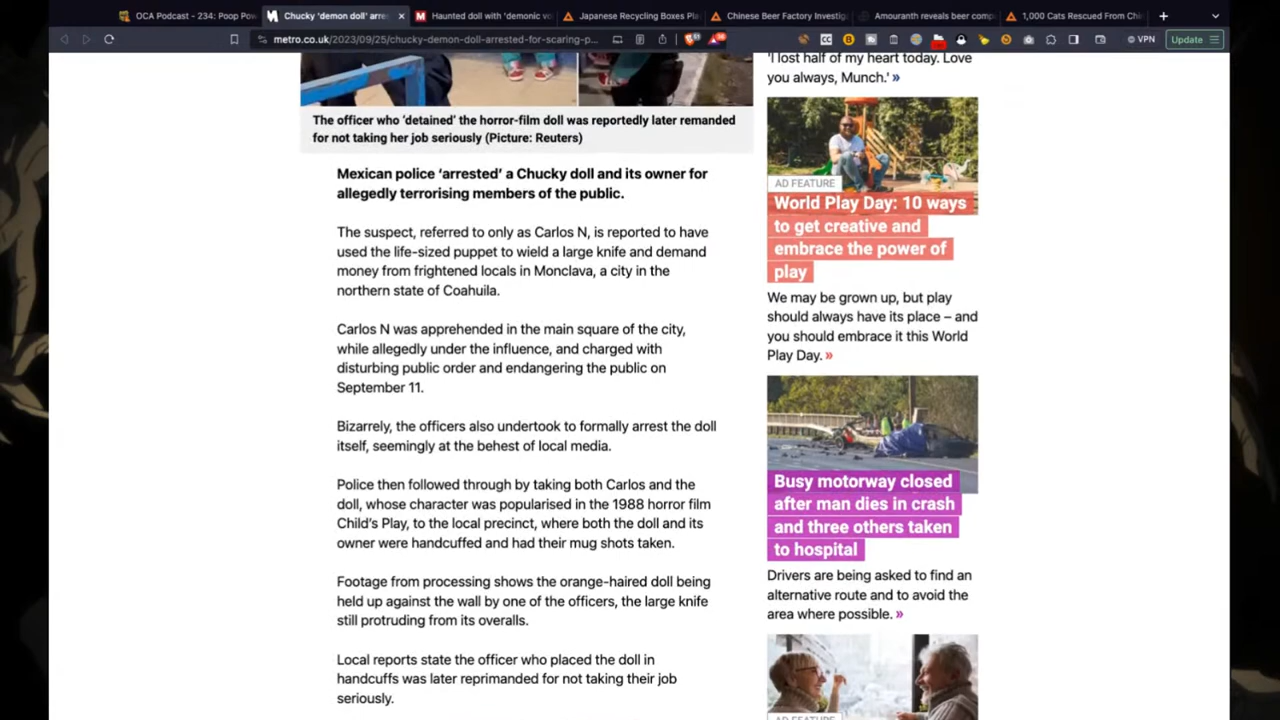 OCA Podcast - 234: Poop Pow
Chucky 'demon doll' arre
Haunted doll with 'demonic vo
Japanese Recycling Boxes Pla
Chinese Beer Factory Investig
Amouranth reveals beer comp
1,000 Cats Rescued From Chi
metro.co.uk/2023/09/25/chucky-demon-doll-arrested-for-scaring-p...
VPN
Update
'I lost half of my heart today. Love
you always, Munch.' »
The officer who 'detained' the horror-film doll was reportedly later remanded
for not taking her job seriously (Picture: Reuters)
Mexican police 'arrested' a Chucky doll and its owner for
allegedly terrorising members of the public.
The suspect, referred to only as Carlos N, is reported to have
used the life-sized puppet to wield a large knife and demand
money from frightened locals in Monclava, a city in the
northern state of Coahuila.
Carlos N was apprehended in the main square of the city,
while allegedly under the influence, and charged with
disturbing public order and endangering the public on
September 11.
Bizarrely, the officers also undertook to formally arrest the doll
itself, seemingly at the behest of local media.
Police then followed through by taking both Carlos and the
doll, whose character was popularised in the 1988 horror film
Child's Play, to the local precinct, where both the doll and its
owner were handcuffed and had their mug shots taken.
Footage from processing shows the orange-haired doll being
held up against the wall by one of the officers, the large knife
still protruding from its overalls.
Local reports state the officer who placed the doll in
handcuffs was later reprimanded for not taking their job
seriously.
AD FEATURE
World Play Day: 10 ways
to get creative and
embrace the power of
play
We may be grown up, but play
should always have its place – and
you should embrace it this World
Play Day. »
Busy motorway closed
after man dies in crash
and three others taken
to hospital
Drivers are being asked to find an
alternative route and to avoid the
area where possible. »
AD FEATURE